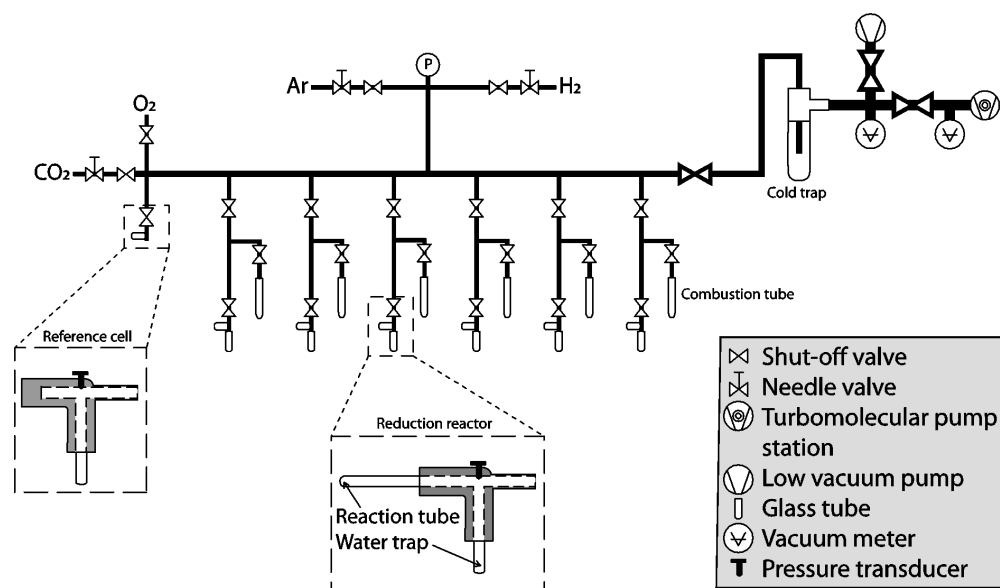 P
Ar
H₂
O₂
CO₂
Cold trap
Combustion tube
Reference cell
Reduction reactor
Reaction tube
Water trap
Shut-off valve
Needle valve
Turbomolecular pump
station
Low vacuum pump
Glass tube
Vacuum meter
Pressure transducer